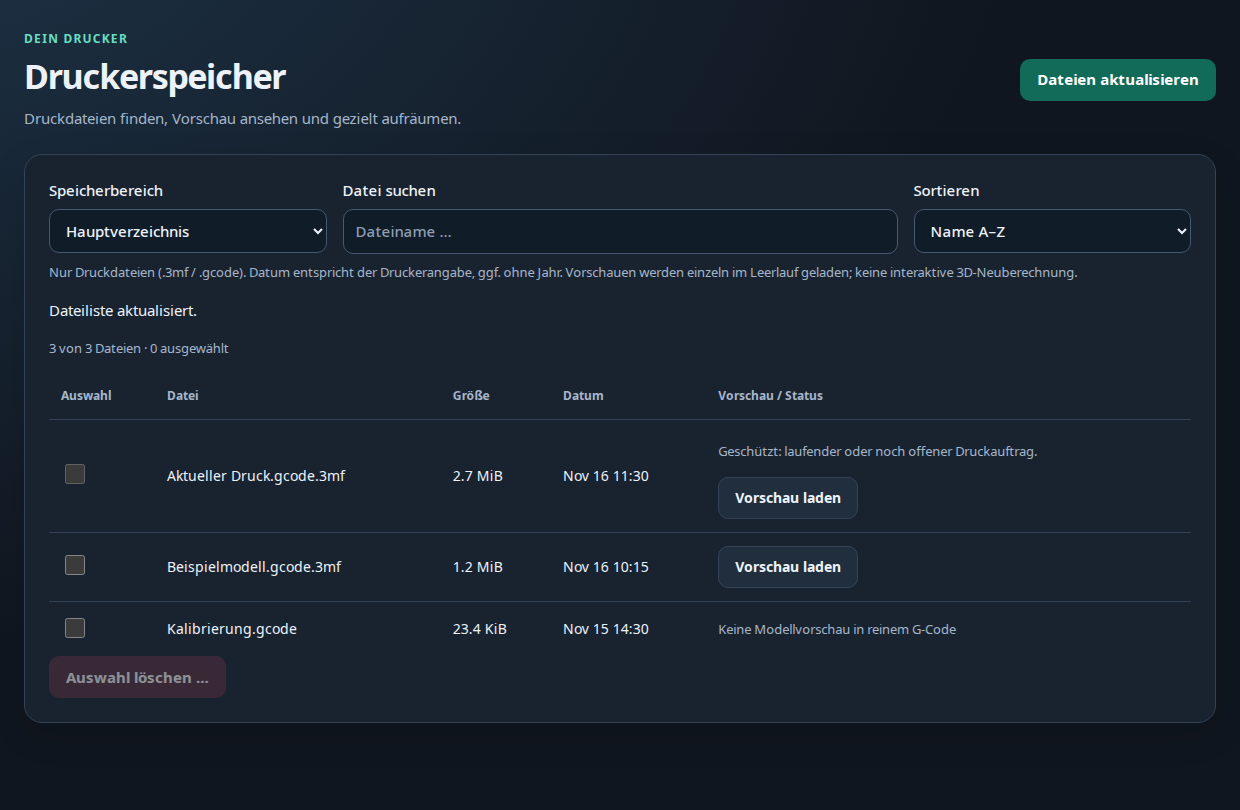 DEIN DRUCKER
Druckerspeicher
Dateien aktualisieren
Druckdateien finden, Vorschau ansehen und gezielt aufräumen.
Speicherbereich
Datei suchen
Sortieren
Hauptverzeichnis
Dateiname ...
Name A–Z
Nur Druckdateien (.3mf / .gcode). Datum entspricht der Druckerangabe, ggf. ohne Jahr. Vorschauen werden einzeln im Leerlauf geladen; keine interaktive 3D-Neuberechnung.
Dateiliste aktualisiert.
3 von 3 Dateien · 0 ausgewählt
Auswahl Datei Größe Datum Vorschau / Status
Geschützt: laufender oder noch offener Druckauftrag.
Aktueller Druck.gcode.3mf 2.7 MiB Nov 16 11:30
Vorschau laden
Beispielmodell.gcode.3mf 1.2 MiB Nov 16 10:15 Vorschau laden
Kalibrierung.gcode 23.4 KiB Nov 15 14:30 Keine Modellvorschau in reinem G-Code
Auswahl löschen ...